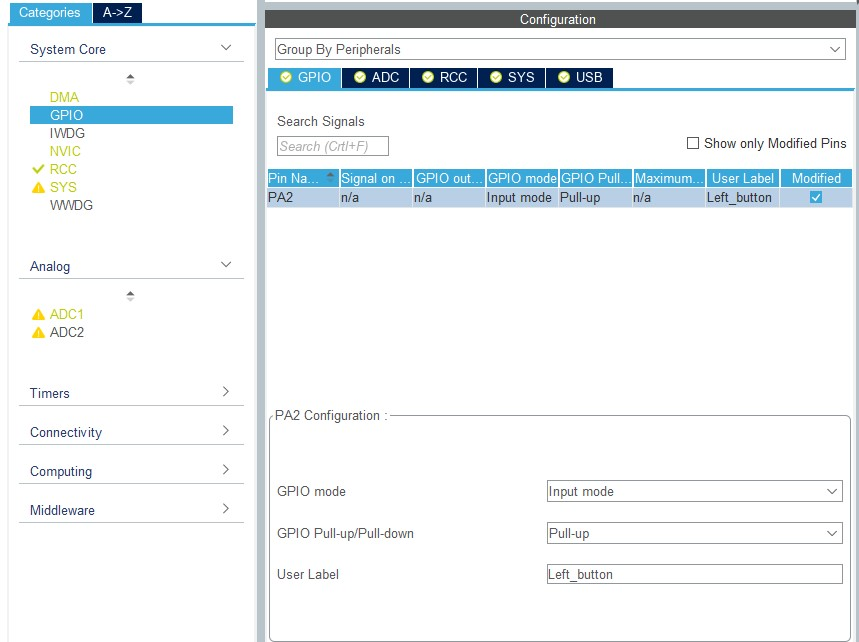 Categories A->Z
System Core
DMA
GPIO
IWDG
NVIC
RCC
SYS
WWDG
Analog
ADC1
ADC2
Timers
Connectivity
Computing
Middleware
Configuration
Group By Peripherals
GPIO ADC RCC SYS USB
Search Signals
Search (Crtl+F)
Show only Modified Pins
Pin Na... Signal on ... GPIO out... GPIO mode GPIO Pull... Maximum... User Label Modified
PA2 n/a n/a Input mode Pull-up n/a Left_button
PA2 Configuration :
GPIO mode Input mode
GPIO Pull-up/Pull-down Pull-up
User Label Left_button